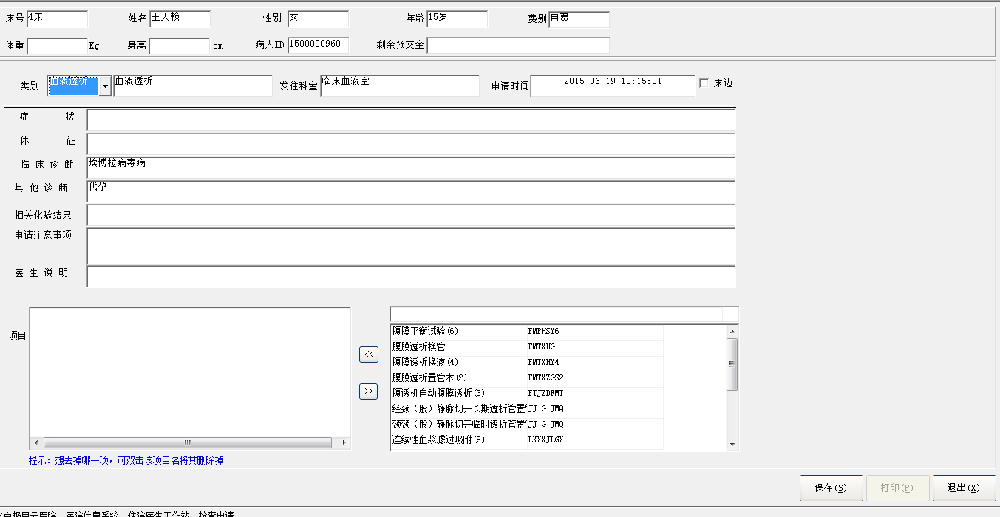 床号 4床 姓名 王天赖 性别 女 年龄 15岁 费别 自费
体重 Kg 身高 cm 病人ID 1500000960 剩余预交金
类别 血液透析 血液透析 发往科室 临床血液室 申请时间 2015-06-19 10:15:01 床边
症 状
体 征
临床诊断 埃博拉病毒病
其他诊断 代孕
相关化验结果
申请注意事项
医生说明
项目
<<
>>
腹膜平衡试验(6) FMPHSY6
腹膜透析换管 FMTXHG
腹膜透析换液(4) FMTXHY4
腹膜透析置管术(2) FMTXZGS2
腹透机自动腹膜透析(3) FTJZDFMT
经颈（股）静脉切开长期透析管置 JJ G JMQ
颈颈（股）静脉切开临时透析管置 JJ G JMQ
连续性血浆滤过吸附(9) LXXXJLGX
提示：想去掉哪一项，可双击该项目名将其删除掉
保存(S) 打印(P) 退出(X)
京极目云医院---医院信息系统---住院医生工作站---检查申请